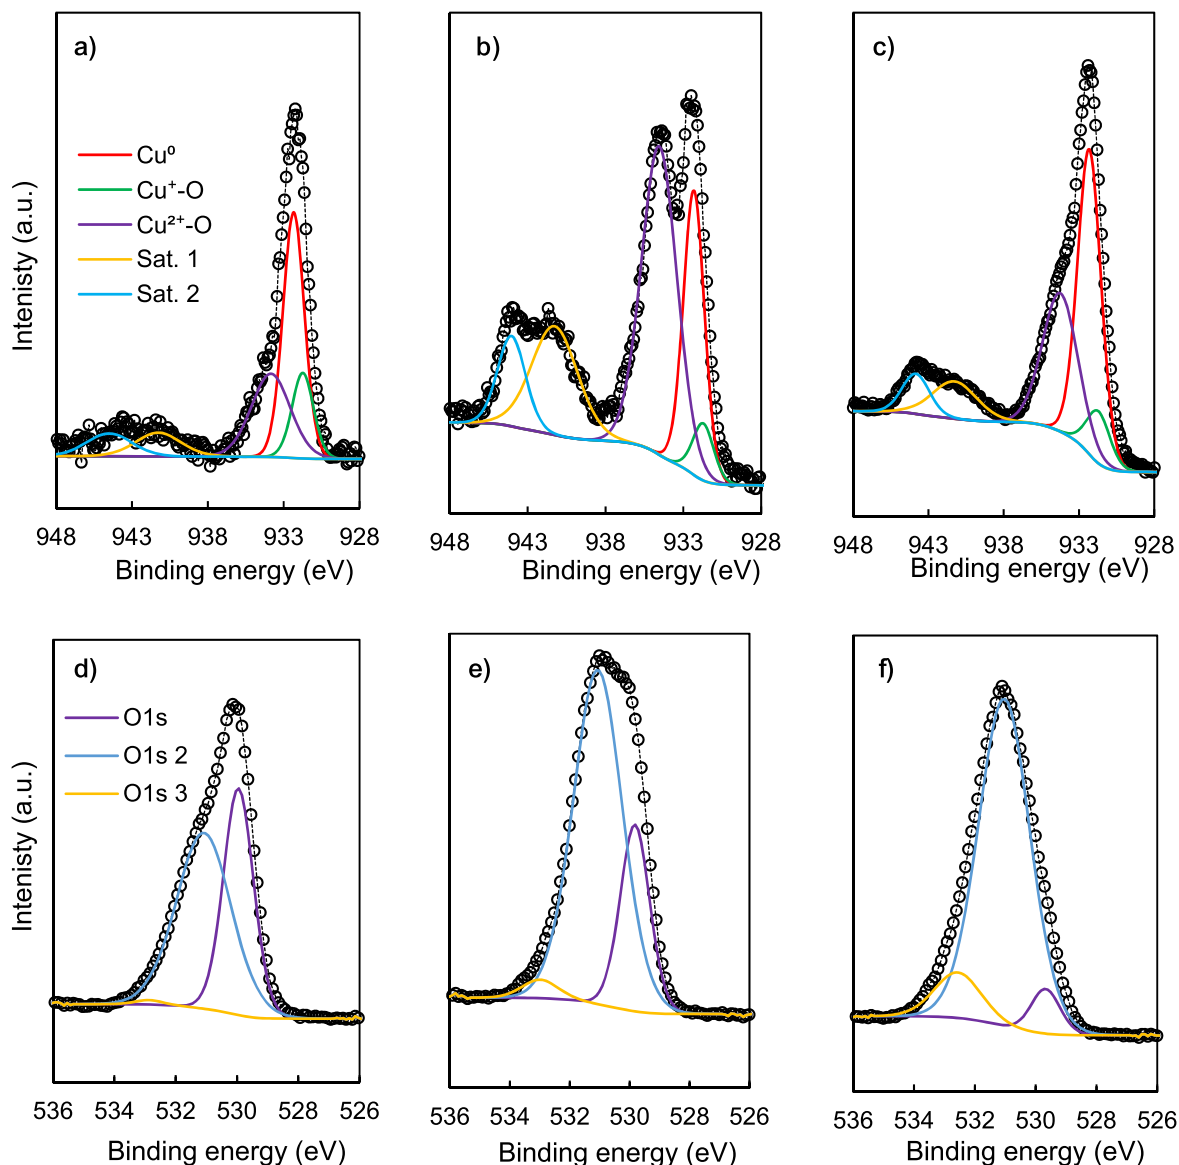 a)
Cu⁰
Cu⁺-O
Cu²⁺-O
Sat. 1
Sat. 2
Intenisty (a.u.)
948 943 938 933 928
Binding energy (eV)
b)
948 943 938 933 928
Binding energy (eV)
c)
948 943 938 933 928
Binding energy (eV)
d)
O1s
O1s 2
O1s 3
Intenisty (a.u.)
536 534 532 530 528 526
Binding energy (eV)
e)
536 534 532 530 528 526
Binding energy (eV)
f)
536 534 532 530 528 526
Binding energy (eV)